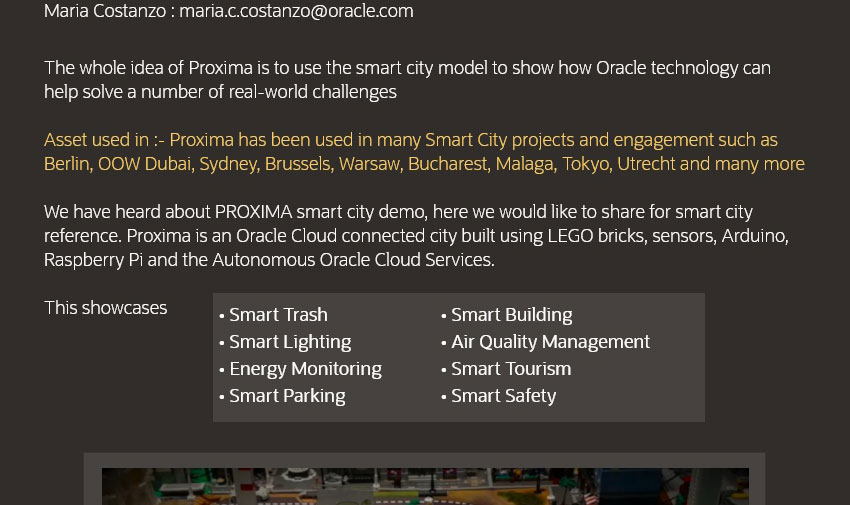 Maria Costanzo : maria.c.costanzo@oracle.com
The whole idea of Proxima is to use the smart city model to show how Oracle technology can
help solve a number of real-world challenges
Asset used in :- Proxima has been used in many Smart City projects and engagement such as
Berlin, OOW Dubai, Sydney, Brussels, Warsaw, Bucharest, Malaga, Tokyo, Utrecht and many more
We have heard about PROXIMA smart city demo, here we would like to share for smart city
reference. Proxima is an Oracle Cloud connected city built using LEGO bricks, sensors, Arduino,
Raspberry Pi and the Autonomous Oracle Cloud Services.
This showcases
• Smart Trash
• Smart Lighting
• Energy Monitoring
• Smart Parking
• Smart Building
• Air Quality Management
• Smart Tourism
• Smart Safety